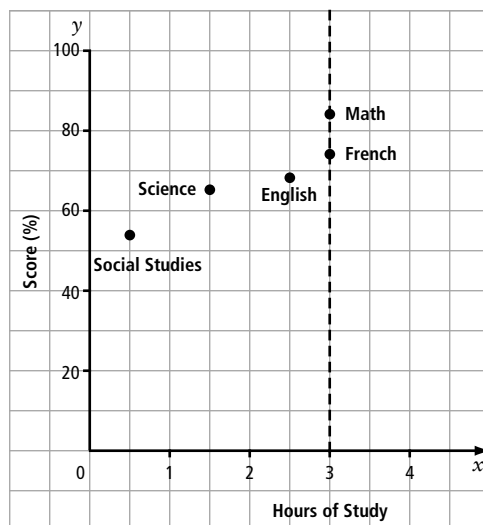 y
100
Math
80
French
Science
English
60
Social Studies
Score (%)
40
20
0 1 2 3 4 x
Hours of Study